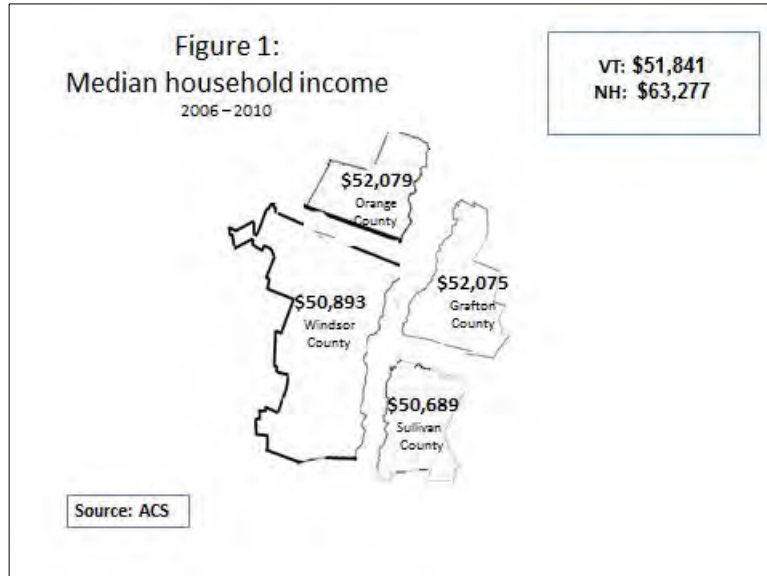 Figure 1:
Median household income
2006 – 2010
VT: $51,841
NH: $63,277
$52,079
Orange
County
$52,075
Grafton
County
$50,893
Windsor
County
$50,689
Sullivan
County
Source: ACS